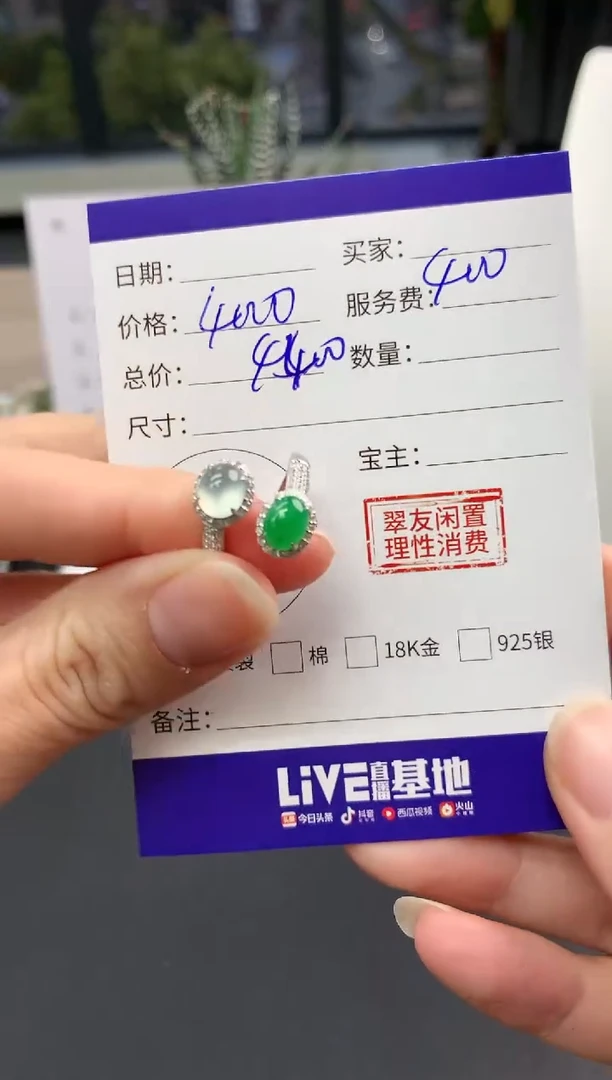 日期：
买家：
价格：4000
服务费：400
总价：4400
数量：
尺寸：
宝主：
翠友闲置
理性消费
裂 棉 18K金 925银
备注：
LiVE直播基地
今日头条 抖音 西瓜视频 火山